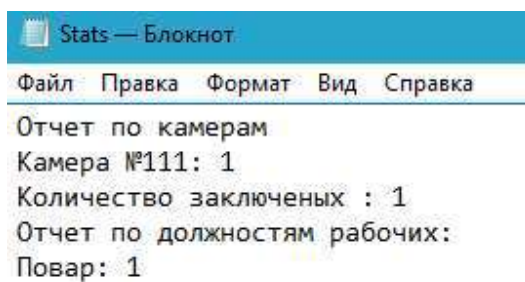 Stats — Блокнот
Файл Правка Формат Вид Справка
Отчет по камерам
Камера №111: 1
Количество заключеных : 1
Отчет по должностям рабочих:
Повар: 1